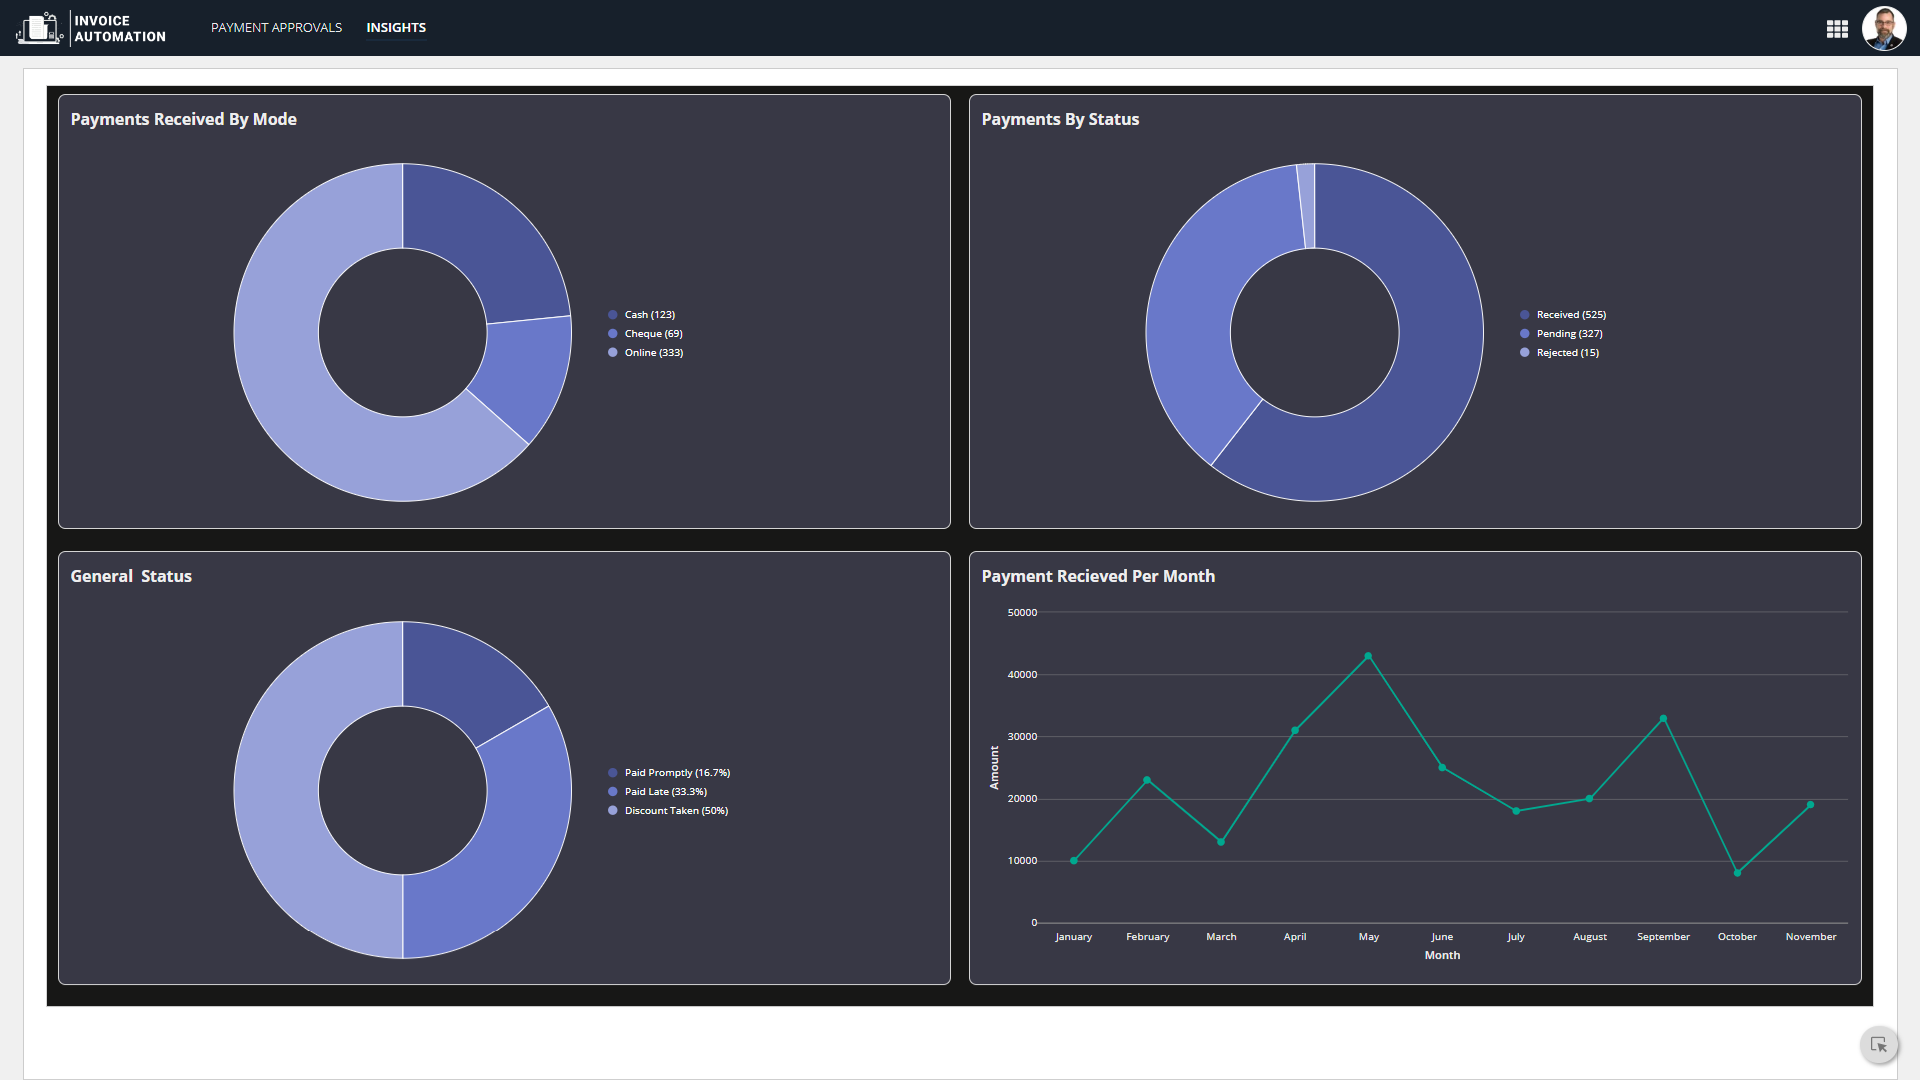 INVOICE
AUTOMATION
PAYMENT APPROVALS
INSIGHTS
Payments Received By Mode
Cash (123)
Cheque (69)
Online (333)
Payments By Status
Received (525)
Pending (327)
Rejected (15)
General  Status
Paid Promptly (16.7%)
Paid Late (33.3%)
Discount Taken (50%)
Payment Recieved Per Month
50000
40000
30000
20000
10000
0
Amount
January February March April May June July August September October November
Month